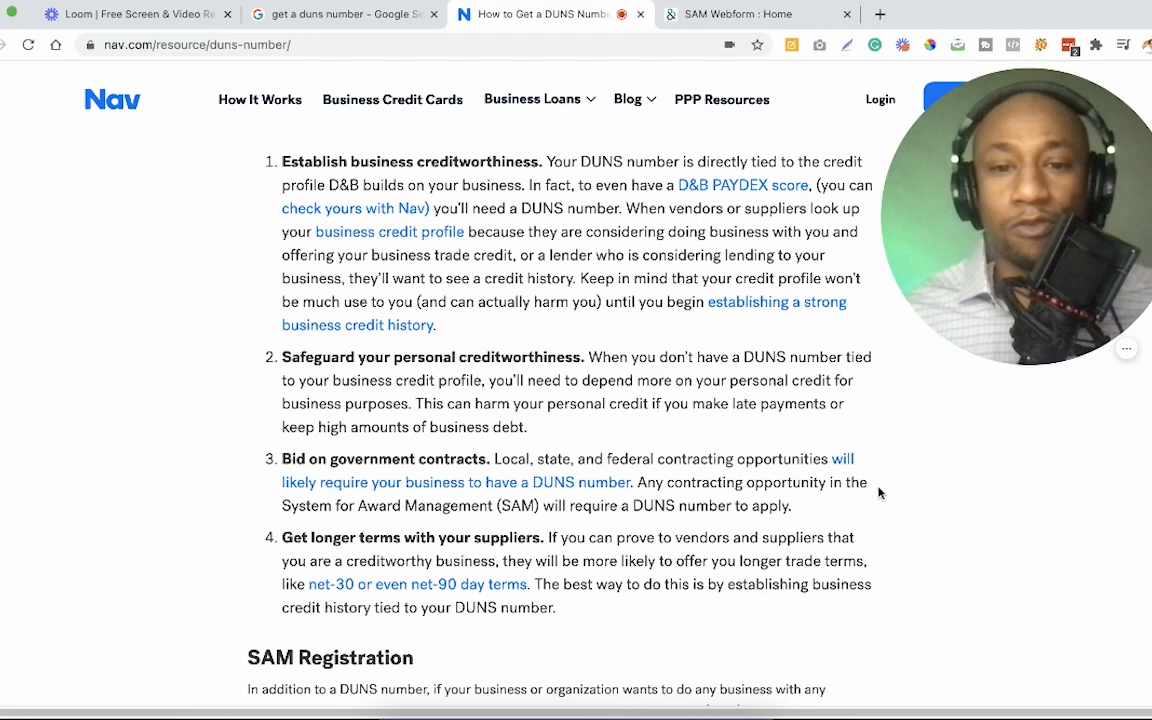 Loom | Free Screen & Video Re
get a duns number - Google Se
How to Get a DUNS Numbe
SAM Webform : Home
nav.com/resource/duns-number/
2
Nav
How It Works
Business Credit Cards
Business Loans
Blog
PPP Resources
Login
1. Establish business creditworthiness. Your DUNS number is directly tied to the credit
profile D&B builds on your business. In fact, to even have a D&B PAYDEX score, (you can
check yours with Nav) you’ll need a DUNS number. When vendors or suppliers look up
your business credit profile because they are considering doing business with you and
offering your business trade credit, or a lender who is considering lending to your
business, they’ll want to see a credit history. Keep in mind that your credit profile won’t
be much use to you (and can actually harm you) until you begin establishing a strong
business credit history.
2. Safeguard your personal creditworthiness. When you don’t have a DUNS number tied
to your business credit profile, you’ll need to depend more on your personal credit for
business purposes. This can harm your personal credit if you make late payments or
keep high amounts of business debt.
3. Bid on government contracts. Local, state, and federal contracting opportunities will
likely require your business to have a DUNS number. Any contracting opportunity in the
System for Award Management (SAM) will require a DUNS number to apply.
4. Get longer terms with your suppliers. If you can prove to vendors and suppliers that
you are a creditworthy business, they will be more likely to offer you longer trade terms,
like net-30 or even net-90 day terms. The best way to do this is by establishing business
credit history tied to your DUNS number.
SAM Registration
In addition to a DUNS number, if your business or organization wants to do any business with any